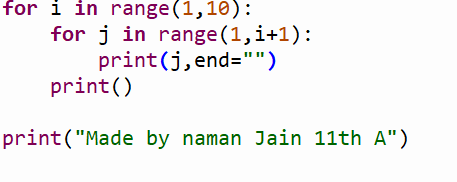 for i in range(1,10):
    for j in range(1,i+1):
        print(j,end="")
    print()
print("Made by naman Jain 11th A")